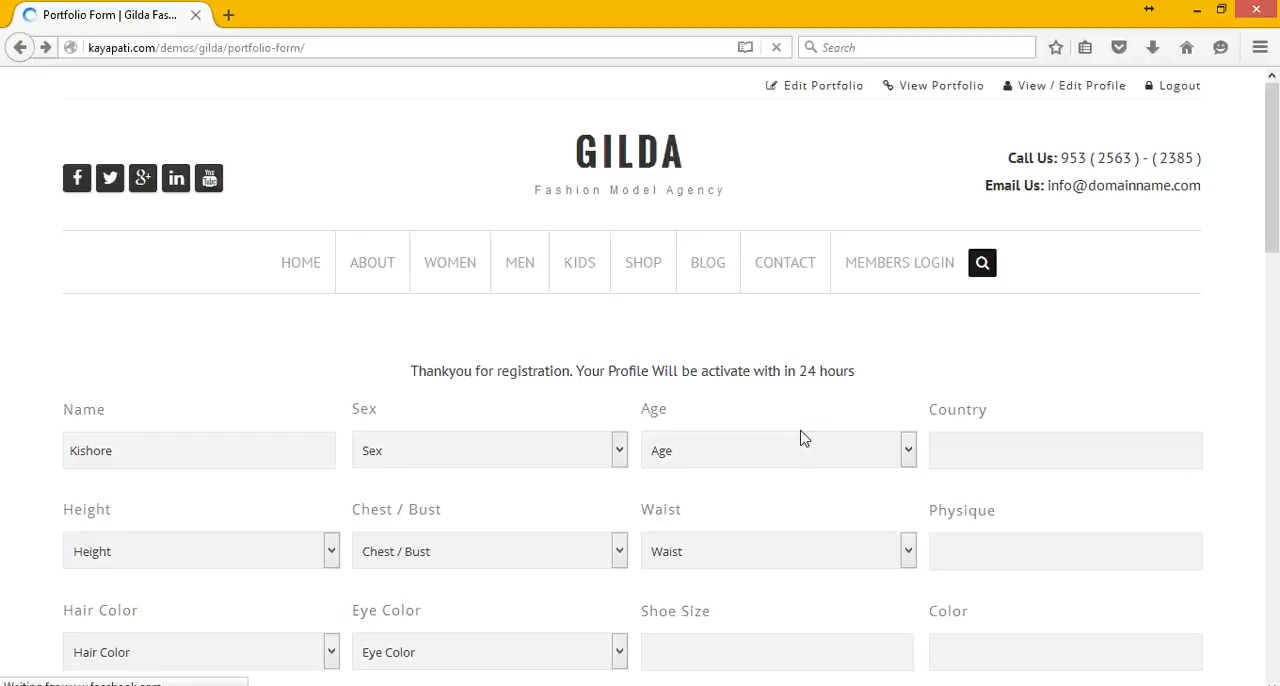 Portfolio Form | Gilda Fas...
kayapati.com/demos/gilda/portfolio-form/
Search
Edit Portfolio
View Portfolio
View / Edit Profile
Logout
GILDA
Fashion Model Agency
You
Tube
Call Us: 953 ( 2563 ) - ( 2385 )
Email Us: info@domainname.com
HOME
ABOUT
WOMEN
MEN
KIDS
SHOP
BLOG
CONTACT
MEMBERS LOGIN
Thankyou for registration. Your Profile Will be activate with in 24 hours
Name
Sex
Age
Country
Kishore
Sex
Age
Height
Chest / Bust
Waist
Physique
Height
Chest / Bust
Waist
Hair Color
Eye Color
Shoe Size
Color
Hair Color
Eye Color